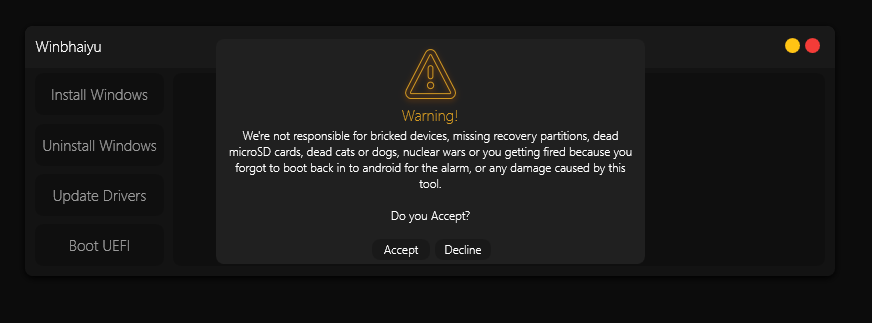 Winbhaiyu
Install Windows
Uninstall Windows
Update Drivers
Boot UEFI
Warning!
We're not responsible for bricked devices, missing recovery partitions, dead
microSD cards, dead cats or dogs, nuclear wars or you getting fired because you
forgot to boot back in to android for the alarm, or any damage caused by this
tool.
Do you Accept?
Accept Decline